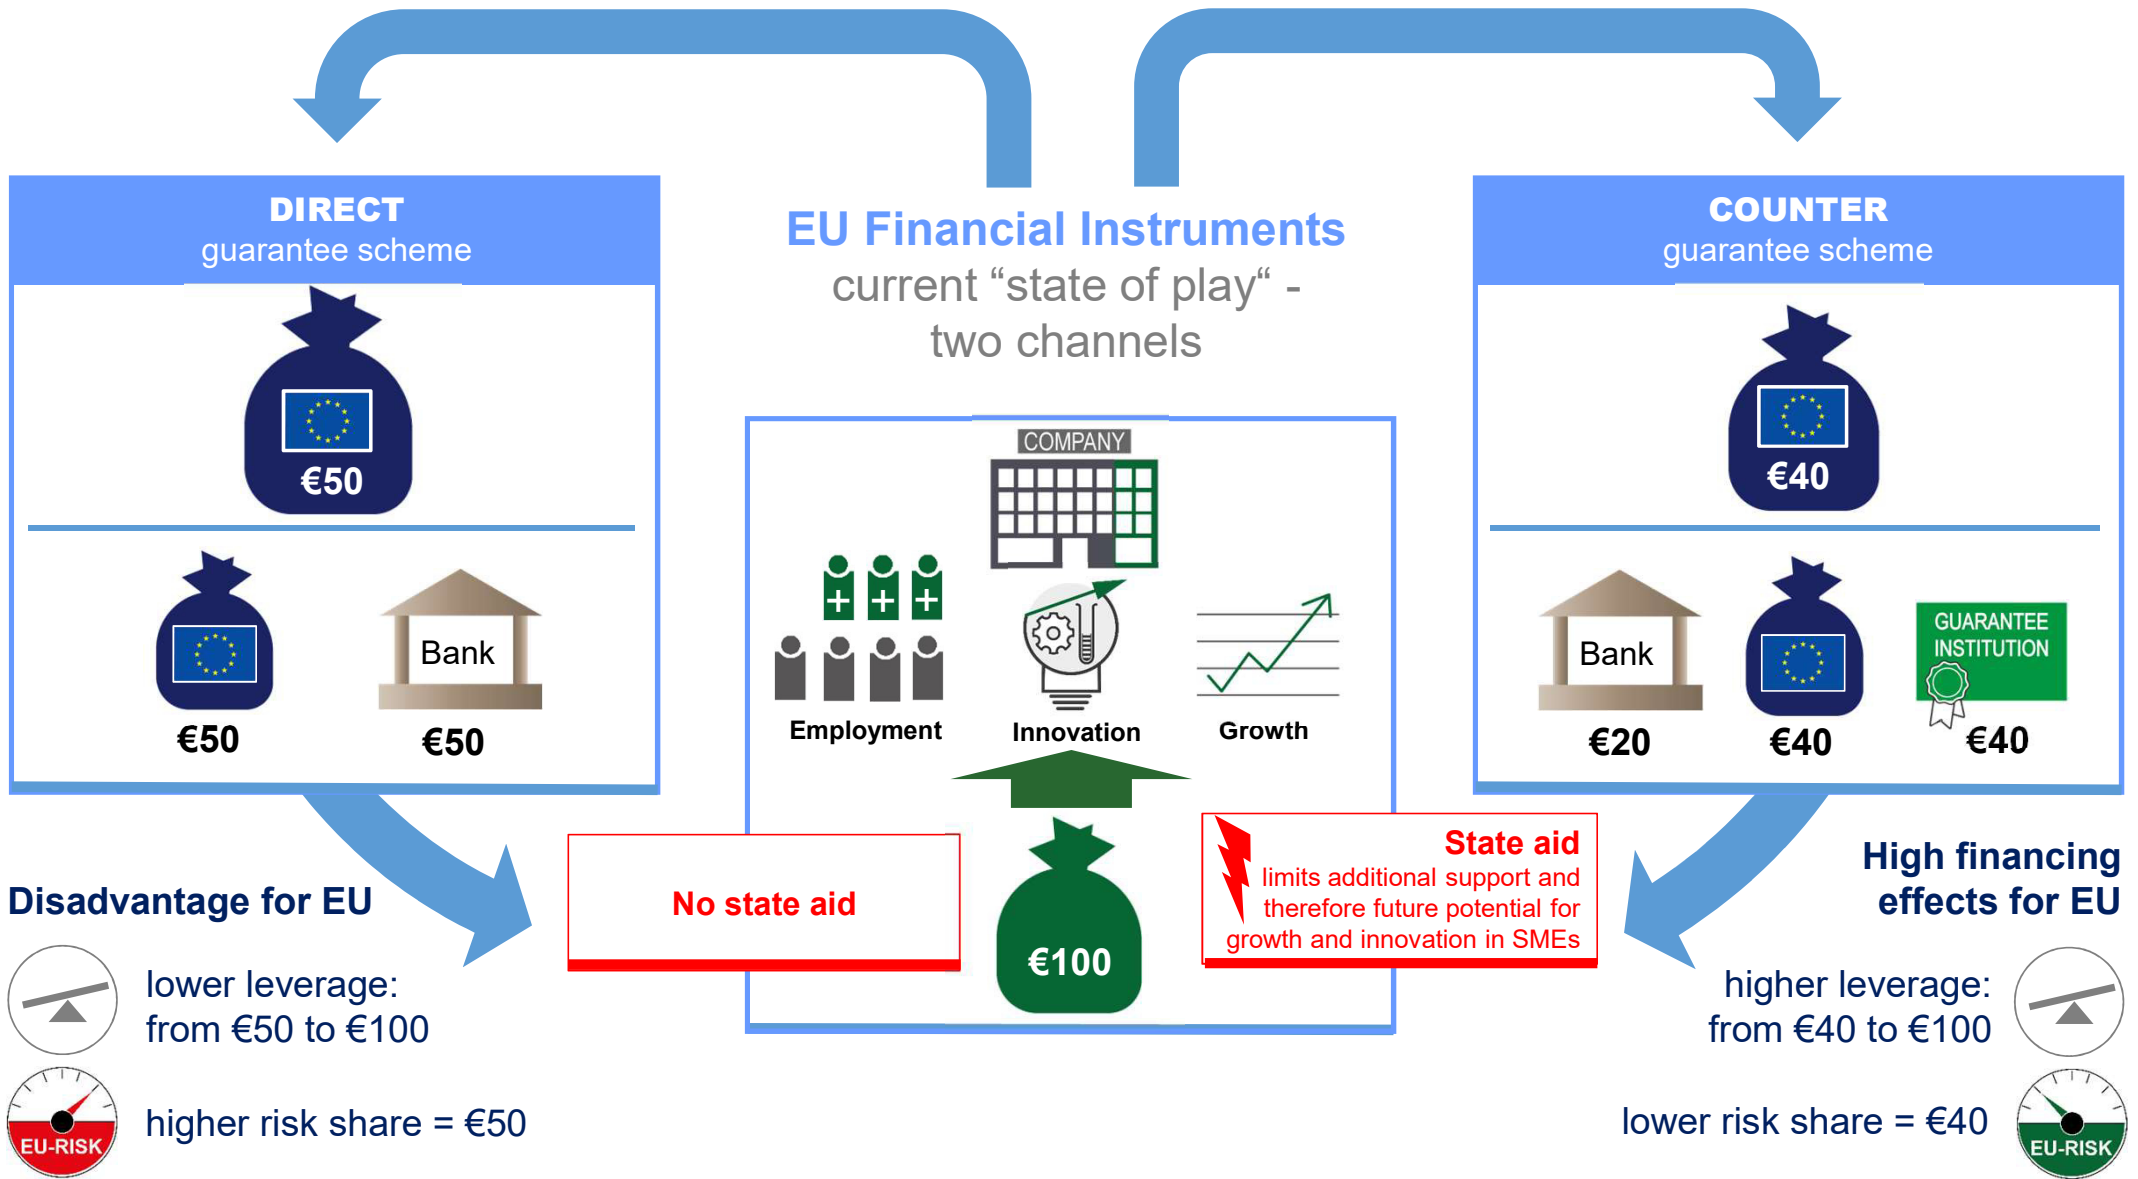 EU Financial Instruments
current “state of play“ -
two channels
DIRECT
guarantee scheme
€50
€50
Bank
€50
Disadvantage for EU
lower leverage:
from €50 to €100
EU-RISK
higher risk share = €50
COMPANY
Employment
Innovation
Growth
€100
No state aid
State aid
limits additional support and
therefore future potential for
growth and innovation in SMEs
COUNTER
guarantee scheme
€40
Bank
€20
€40
GUARANTEE
INSTITUTION
€40
High financing
effects for EU
higher leverage:
from €40 to €100
lower risk share = €40
EU-RISK